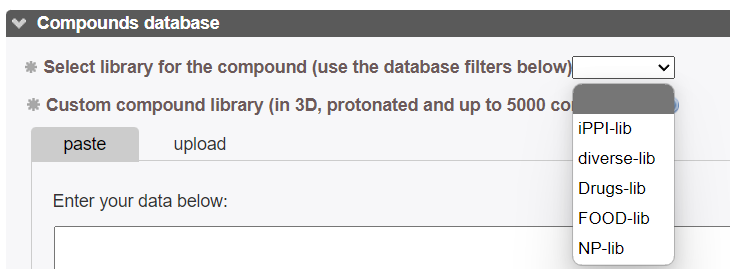 Compounds database
Select library for the compound (use the database filters below)
Custom compound library (in 3D, protonated and up to 5000
paste upload
Enter your data below:
iPPI-lib
diverse-lib
Drugs-lib
FOOD-lib
NP-lib